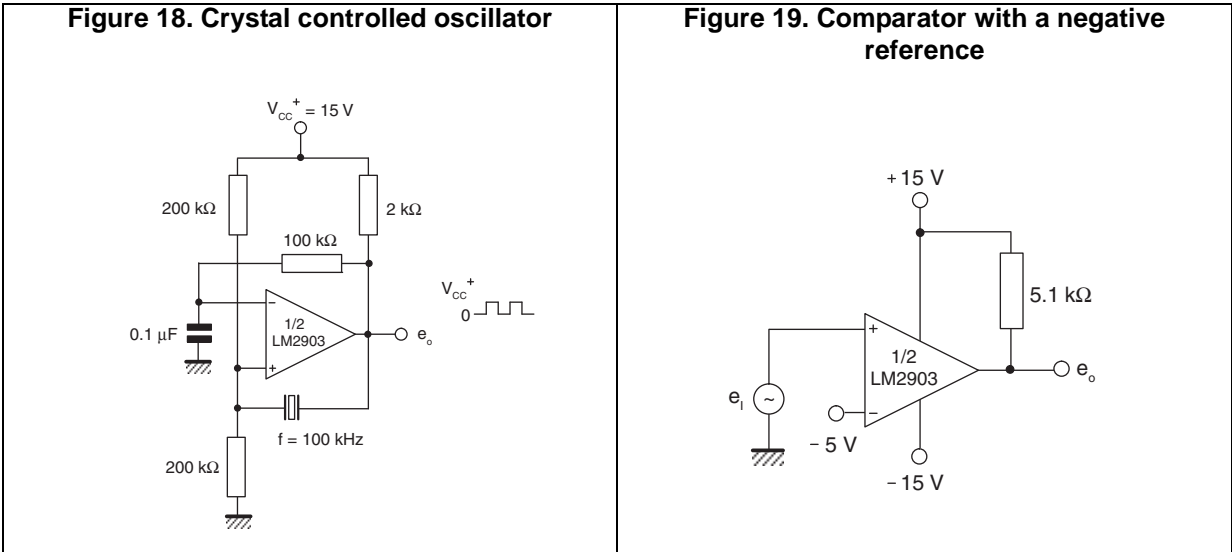 Figure 18. Crystal controlled oscillator
V_CC^+ = 15 V
200 kΩ
2 kΩ
100 kΩ
V_CC^+
0
−
1/2
LM2903
0.1 μF
e_o
+
f = 100 kHz
200 kΩ
Figure 19. Comparator with a negative
reference
+15 V
5.1 kΩ
+
1/2
LM2903
e_o
e_I
~
−
− 5 V
− 15 V